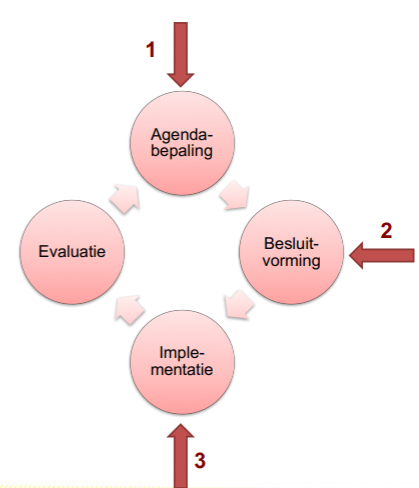 1
Agenda-
bepaling
Evaluatie
Besluit-
vorming
2
Imple-
mentatie
3